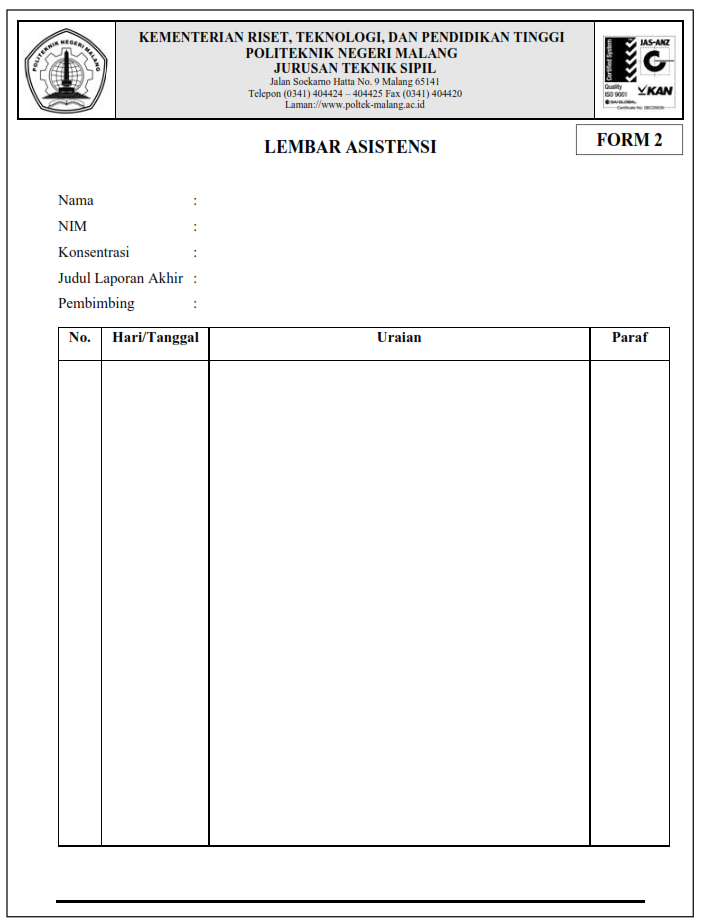 POLITEKNIK NEGERI MALANG
KEMENTERIAN RISET, TEKNOLOGI, DAN PENDIDIKAN TINGGI
POLITEKNIK NEGERI MALANG
JURUSAN TEKNIK SIPIL
Jalan Soekarno Hatta No. 9 Malang 65141
Telepon (0341) 404424 – 404425 Fax (0341) 404420
Laman://www.poltek-malang.ac.id
Certified System
JAS-ANZ
Quality
ISO 9001
KAN
SAI GLOBAL
Certificate No.
FORM 2
LEMBAR ASISTENSI
Nama :
NIM :
Konsentrasi :
Judul Laporan Akhir :
Pembimbing :
No. Hari/Tanggal Uraian Paraf